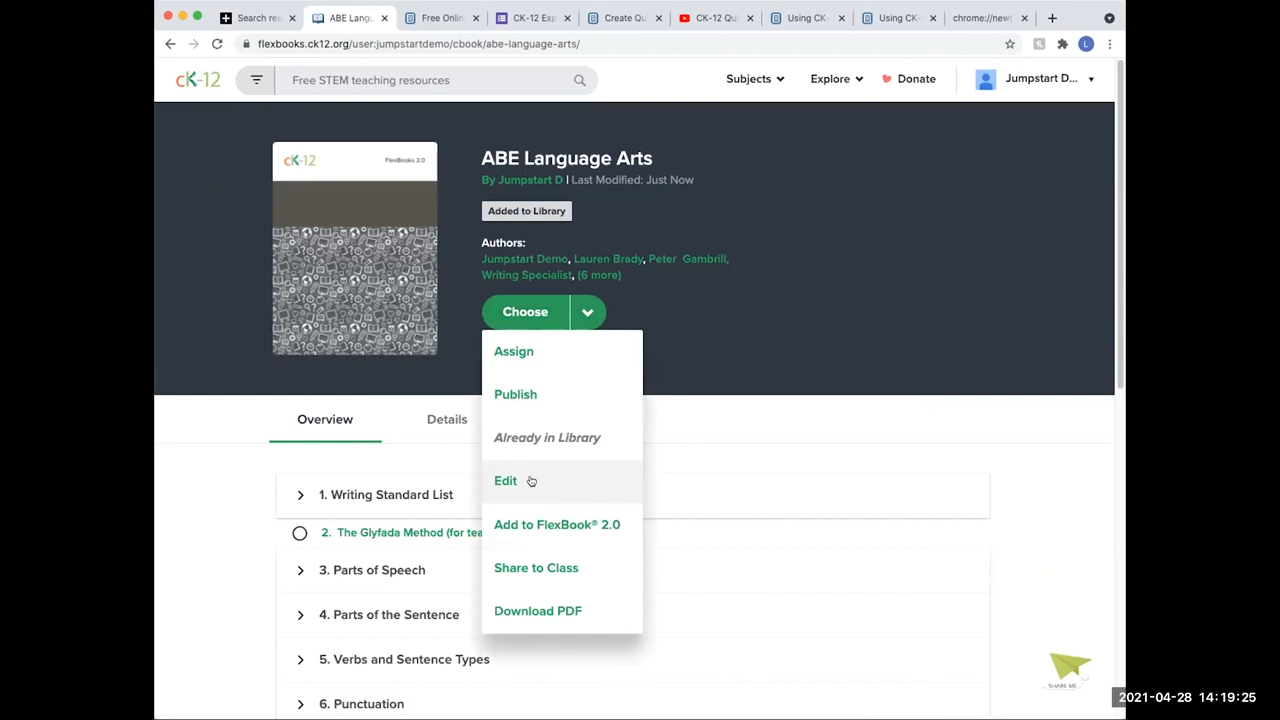 Search res
ABE Langu
Free Onlin
CK-12 Exp
Create Qu
CK-12 Qui
Using CK-
Using CK-
chrome://newt
flexbooks.ck12.org/user:jumpstartdemo/cbook/abe-language-arts/
L
cK-12
Free STEM teaching resources
Subjects
Explore
Donate
Jumpstart D...
cK-12
FlexBooks 2.0
ABE Language Arts
By Jumpstart D | Last Modified: Just Now
Added to Library
Authors:
Jumpstart Demo, Lauren Brady, Peter Gambrill,
Writing Specialist, (6 more)
Choose
Assign
Publish
Already in Library
Edit
Add to FlexBook® 2.0
Share to Class
Download PDF
Overview
Details
1. Writing Standard List
2. The Glyfada Method (for tea
3. Parts of Speech
4. Parts of the Sentence
5. Verbs and Sentence Types
6. Punctuation
SHARE ME
2021-04-28 14:19:25